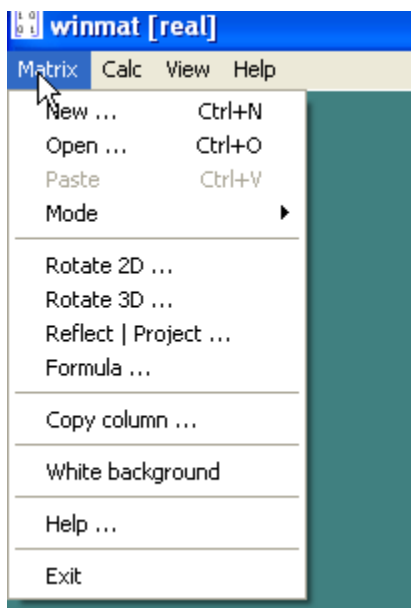 winmat [real]
Matrix Calc View Help
New ... Ctrl+N
Open ... Ctrl+O
Paste Ctrl+V
Mode
Rotate 2D ...
Rotate 3D ...
Reflect | Project ...
Formula ...
Copy column ...
White background
Help ...
Exit